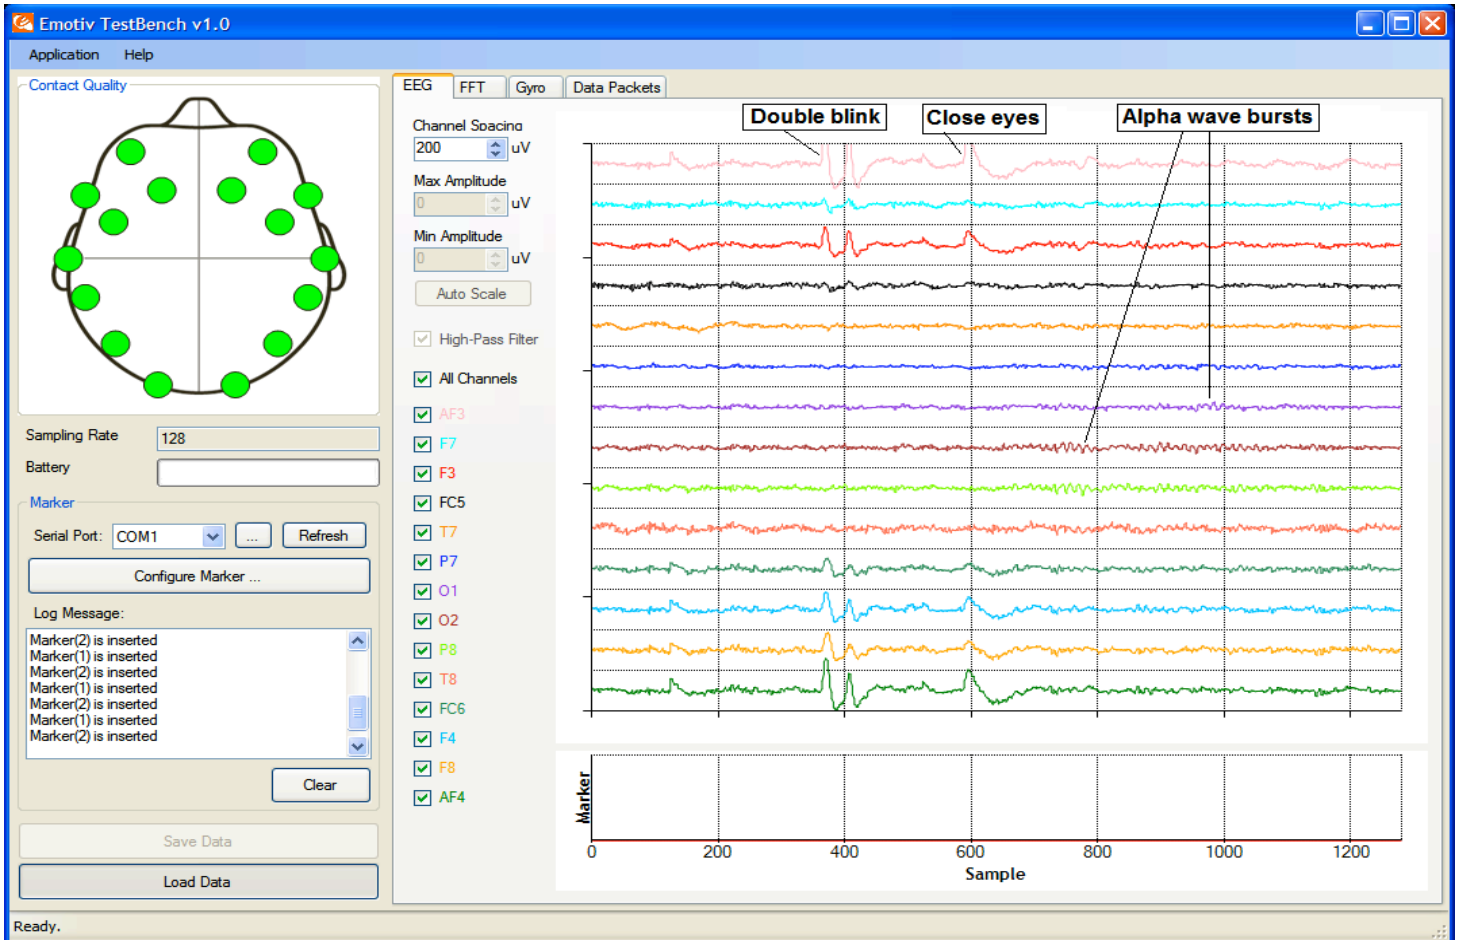 Emotiv TestBench v1.0
Application Help
Contact Quality
Sampling Rate 128
Battery
Marker
Serial Port: COM1 ... Refresh
Configure Marker ...
Log Message:
Marker(2) is inserted
Marker(1) is inserted
Marker(2) is inserted
Marker(1) is inserted
Marker(2) is inserted
Marker(1) is inserted
Marker(2) is inserted
Clear
Save Data
Load Data
EEG FFT Gyro Data Packets
Channel Spacing
200 uV
Max Amplitude
0 uV
Min Amplitude
0 uV
Auto Scale
High-Pass Filter
All Channels
AF3
F7
F3
FC5
T7
P7
O1
O2
P8
T8
FC6
F4
F8
AF4
Double blink Close eyes Alpha wave bursts
Marker
0 200 400 600 800 1000 1200
Sample
Ready.